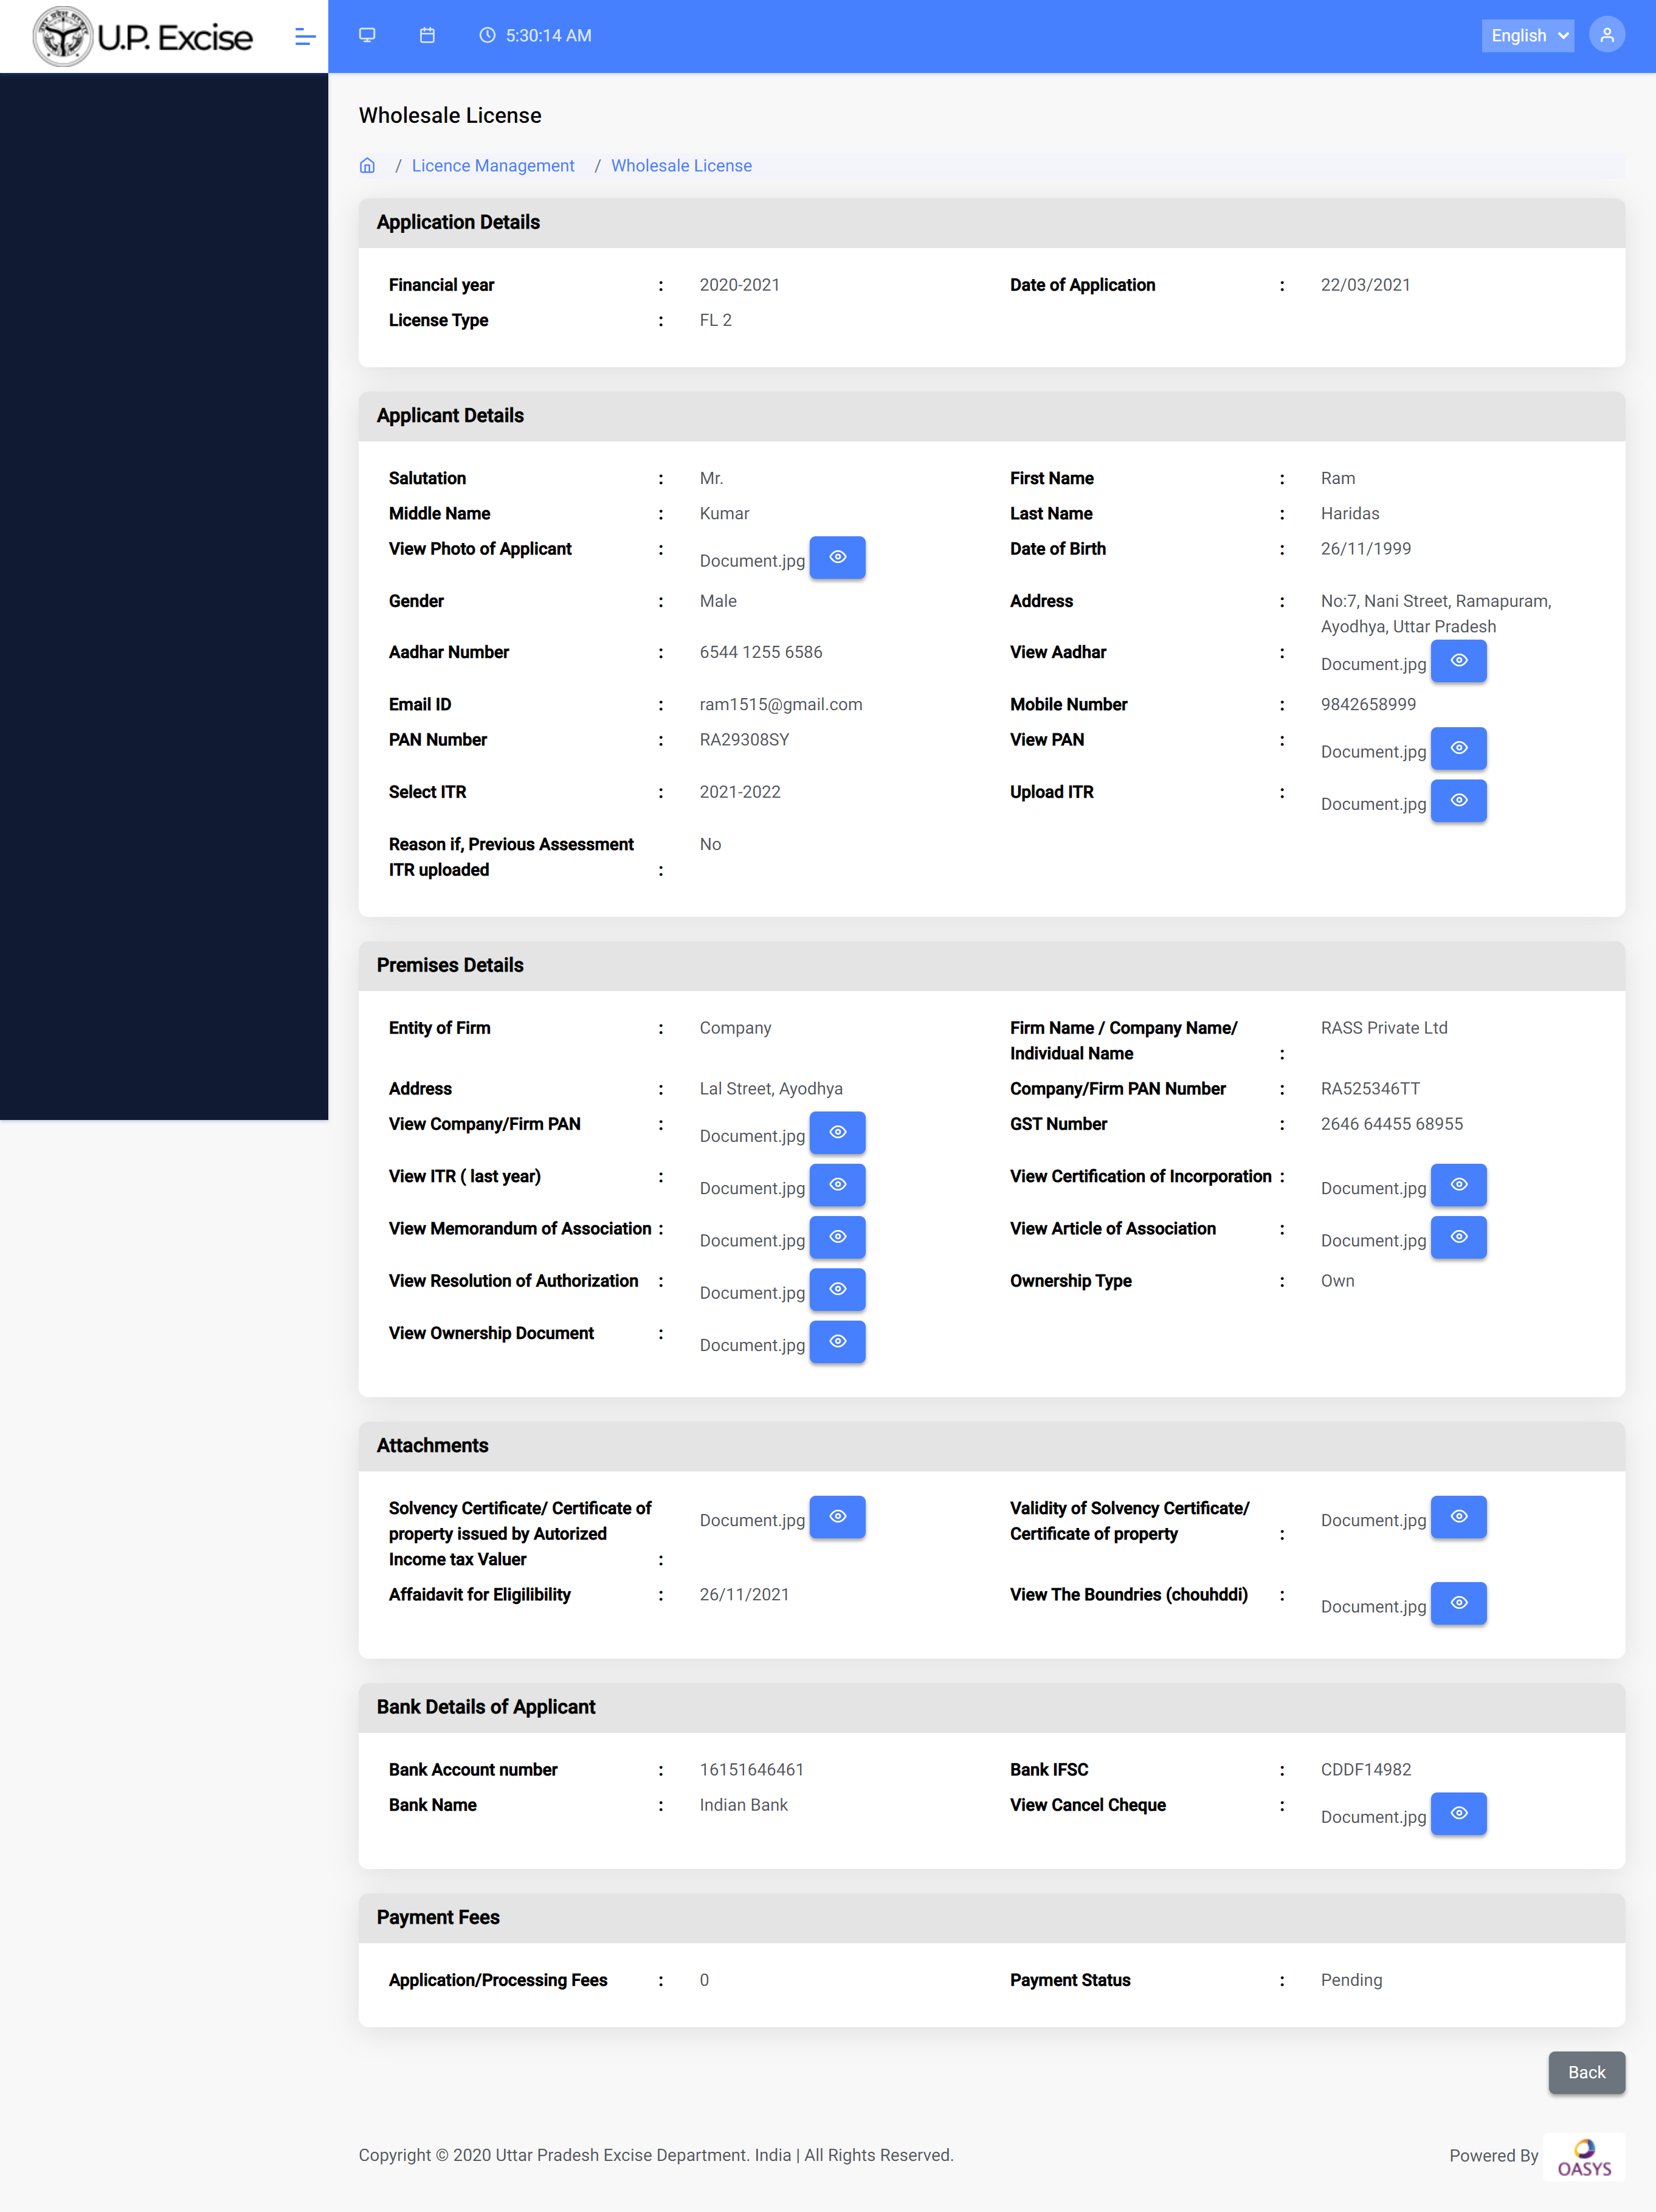 U.P. Excise
5:30:14 AM
English
Wholesale License
/ Licence Management / Wholesale License
Application Details
Financial year : 2020-2021 Date of Application : 22/03/2021
License Type : FL 2
Applicant Details
Salutation : Mr. First Name : Ram
Middle Name : Kumar Last Name : Haridas
View Photo of Applicant : Document.jpg Date of Birth : 26/11/1999
Gender : Male Address : No:7, Nani Street, Ramapuram,
Ayodhya, Uttar Pradesh
Aadhar Number : 6544 1255 6586 View Aadhar : Document.jpg
Email ID : ram1515@gmail.com Mobile Number : 9842658999
PAN Number : RA29308SY View PAN : Document.jpg
Select ITR : 2021-2022 Upload ITR : Document.jpg
Reason if, Previous Assessment No
ITR uploaded :
Premises Details
Entity of Firm : Company Firm Name / Company Name/ RASS Private Ltd
Individual Name :
Address : Lal Street, Ayodhya Company/Firm PAN Number : RA525346TT
View Company/Firm PAN : Document.jpg GST Number : 2646 64455 68955
View ITR ( last year) : Document.jpg View Certification of Incorporation : Document.jpg
View Memorandum of Association : Document.jpg View Article of Association : Document.jpg
View Resolution of Authorization : Document.jpg Ownership Type : Own
View Ownership Document : Document.jpg
Attachments
Solvency Certificate/ Certificate of Document.jpg Validity of Solvency Certificate/ Document.jpg
property issued by Autorized Certificate of property :
Income tax Valuer :
Affaidavit for Eligilibility : 26/11/2021 View The Boundries (chouhddi) : Document.jpg
Bank Details of Applicant
Bank Account number : 16151646461 Bank IFSC : CDDF14982
Bank Name : Indian Bank View Cancel Cheque : Document.jpg
Payment Fees
Application/Processing Fees : 0 Payment Status : Pending
Back
Copyright © 2020 Uttar Pradesh Excise Department. India | All Rights Reserved. Powered By OASYS